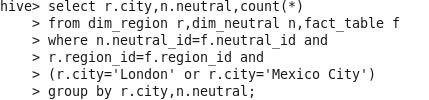 hive> select r.city,n.neutral,count(*)
> from dim_region r,dim_neutral n,fact_table f
> where n.neutral_id=f.neutral_id and
> r.region_id=f.region_id and
> (r.city='London' or r.city='Mexico City')
> group by r.city,n.neutral;